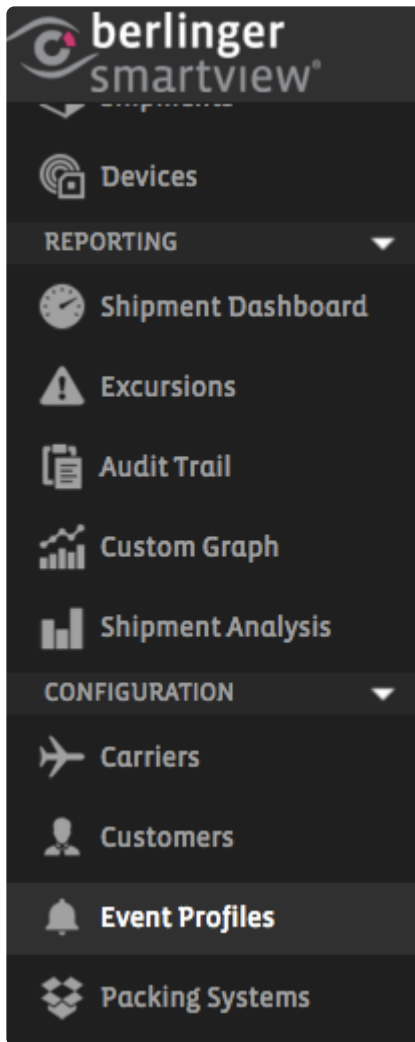 berlinger
smartview®
Shipments
Devices
REPORTING
Shipment Dashboard
Excursions
Audit Trail
Custom Graph
Shipment Analysis
CONFIGURATION
Carriers
Customers
Event Profiles
Packing Systems